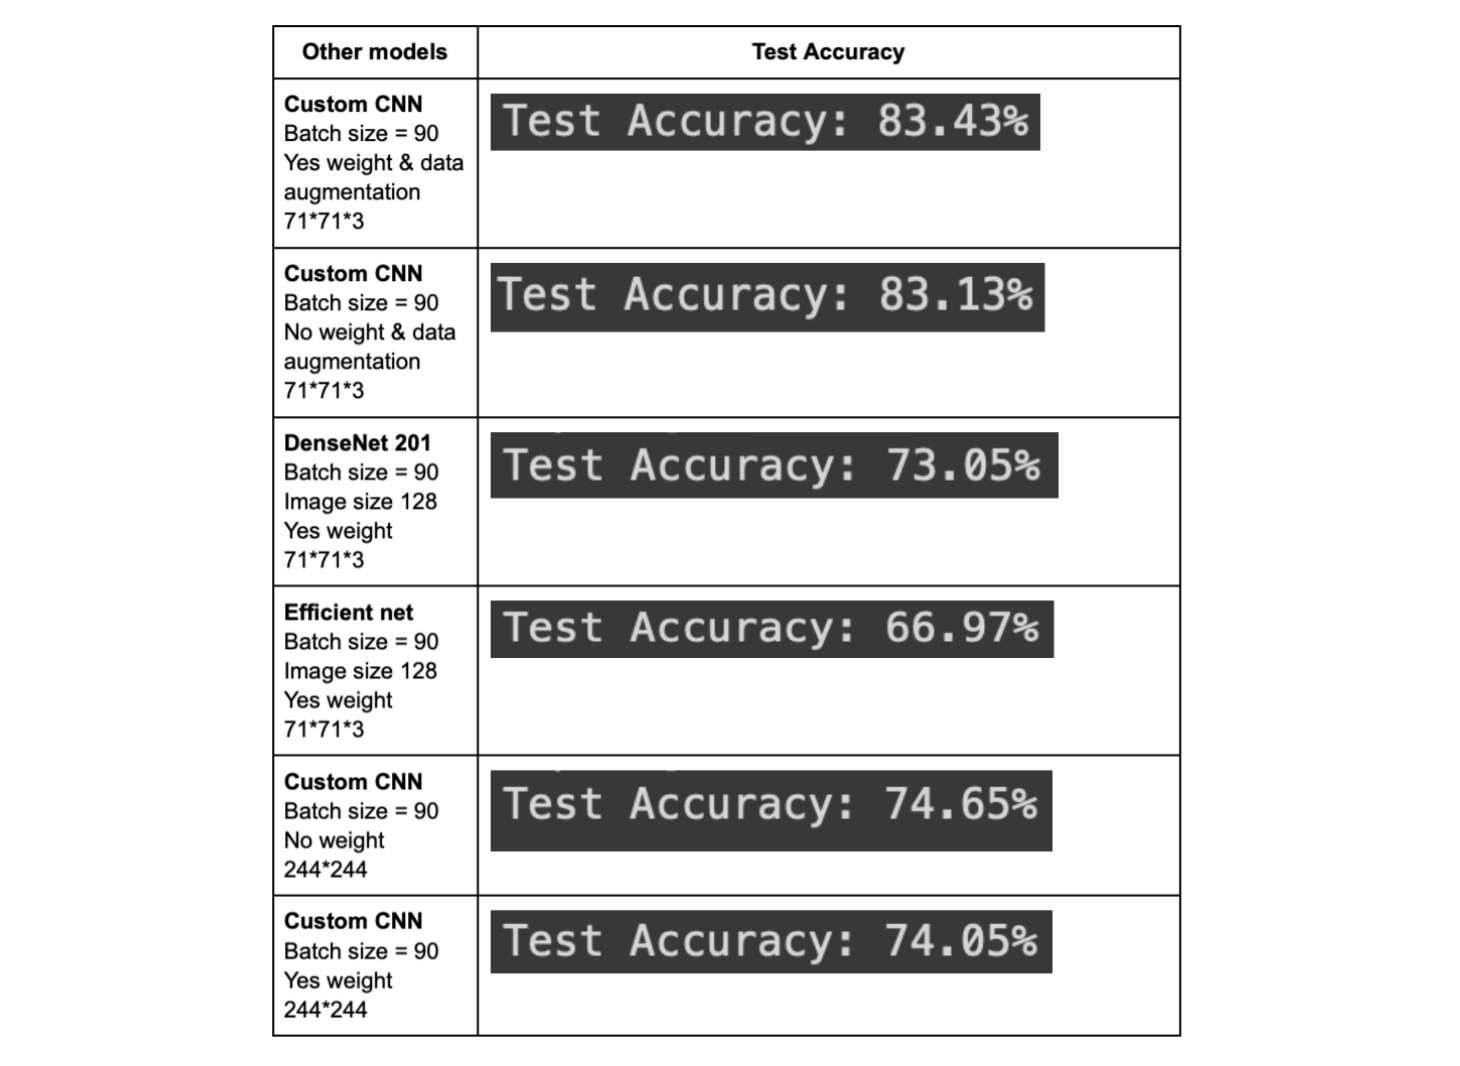 Other models
Test Accuracy
Custom CNN
Batch size = 90
Yes weight & data
augmentation
71*71*3
Test Accuracy: 83.43%
Custom CNN
Batch size = 90
No weight & data
augmentation
71*71*3
Test Accuracy: 83.13%
DenseNet 201
Batch size = 90
Image size 128
Yes weight
71*71*3
Test Accuracy: 73.05%
Efficient net
Batch size = 90
Image size 128
Yes weight
71*71*3
Test Accuracy: 66.97%
Custom CNN
Batch size = 90
No weight
244*244
Test Accuracy: 74.65%
Custom CNN
Batch size = 90
Yes weight
244*244
Test Accuracy: 74.05%